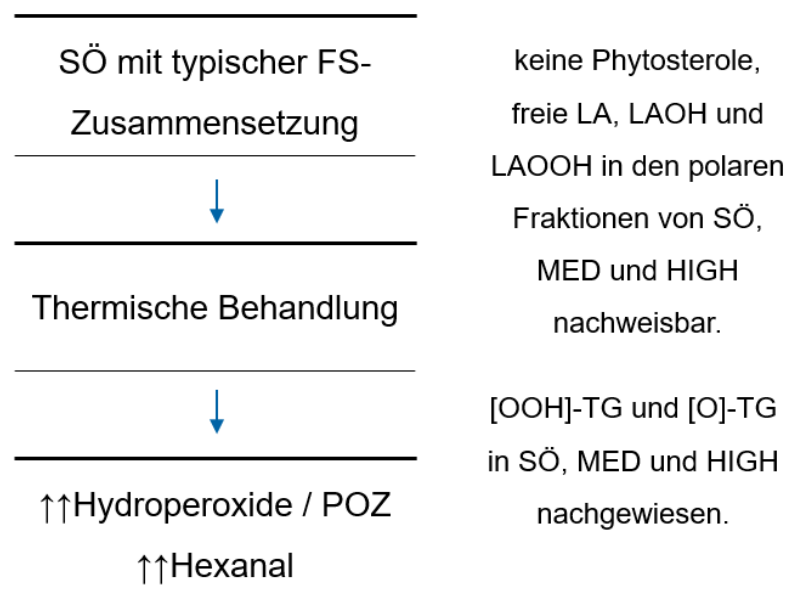 SÖ mit typischer FS-
Zusammensetzung
Thermische Behandlung
↑↑Hydroperoxide / POZ
↑↑Hexanal
keine Phytosterole,
freie LA, LAOH und
LAOOH in den polaren
Fraktionen von SÖ,
MED und HIGH
nachweisbar.
[OOH]-TG und [O]-TG
in SÖ, MED und HIGH
nachgewiesen.